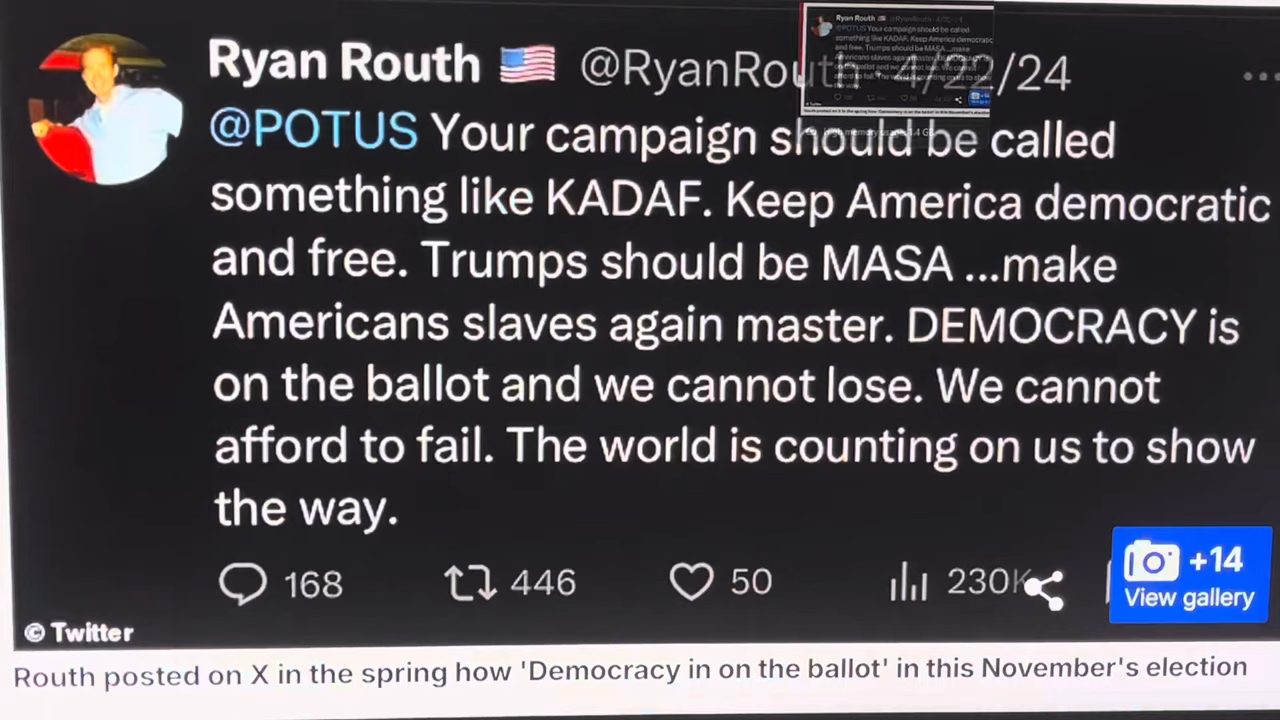 Ryan Routh 🇺🇸 @RyanRouth · 4/22/24
@POTUS Your campaign should be called
something like KADAF. Keep America democratic
and free. Trumps should be MASA ...make
Americans slaves again master. DEMOCRACY is
on the ballot and we cannot lose. We cannot
afford to fail. The world is counting on us to show
the way.
168 446 50 230K
+14
View gallery
© Twitter
Routh posted on X in the spring how 'Democracy in on the ballot' in this November's election